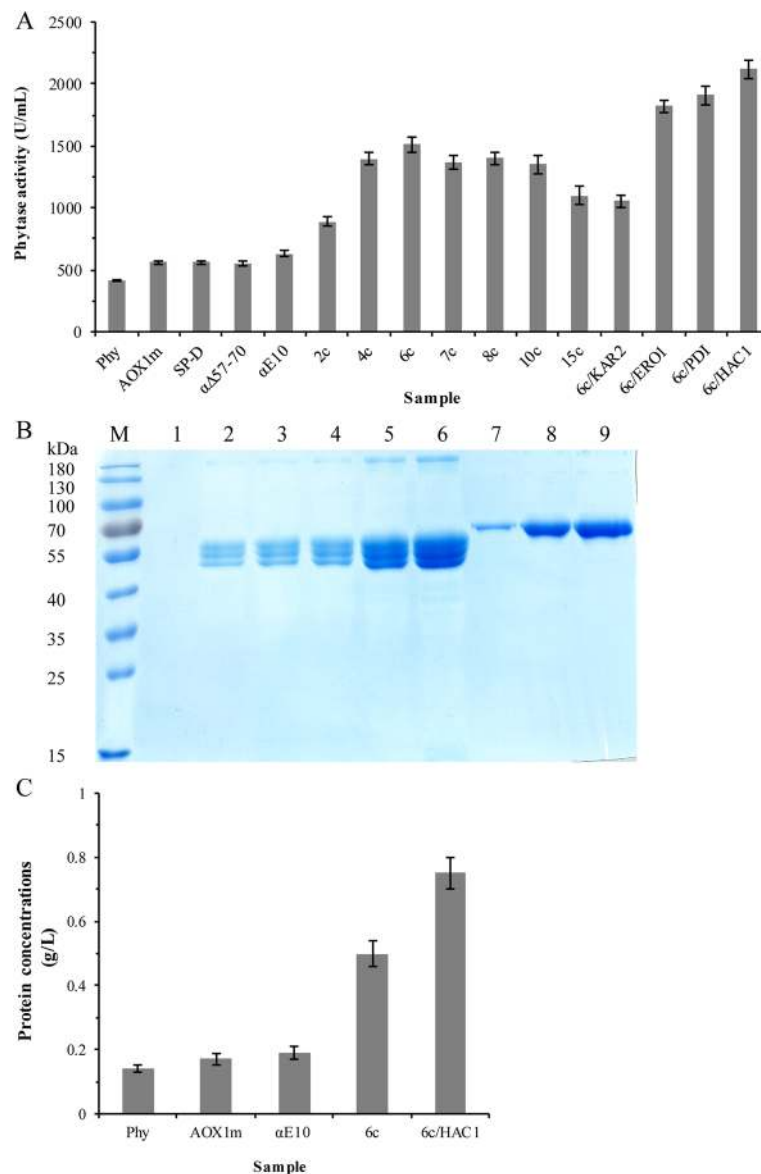 A
Phytase activity (U/mL)
2500
2000
1500
1000
500
0
Phy
AOX1m
SP-D
αΔ57-70
αE10
2c
4c
6c
7c
8c
10c
15c
6c/KAR2
6c/ERO1
6c/PDI
6c/HAC1
Sample
B
M 1 2 3 4 5 6 7 8 9
kDa
180
130
100
70
55
40
35
25
15
C
Protein concentrations
(g/L)
1
0.8
0.6
0.4
0.2
0
Phy AOX1m αE10 6c 6c/HAC1
Sample